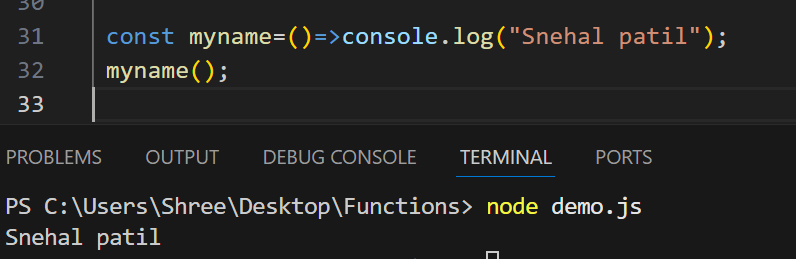 30
31 const myname=()=>console.log("Snehal patil");
32 myname();
33
PROBLEMS OUTPUT DEBUG CONSOLE TERMINAL PORTS
PS C:\Users\Shree\Desktop\Functions> node demo.js
Snehal patil